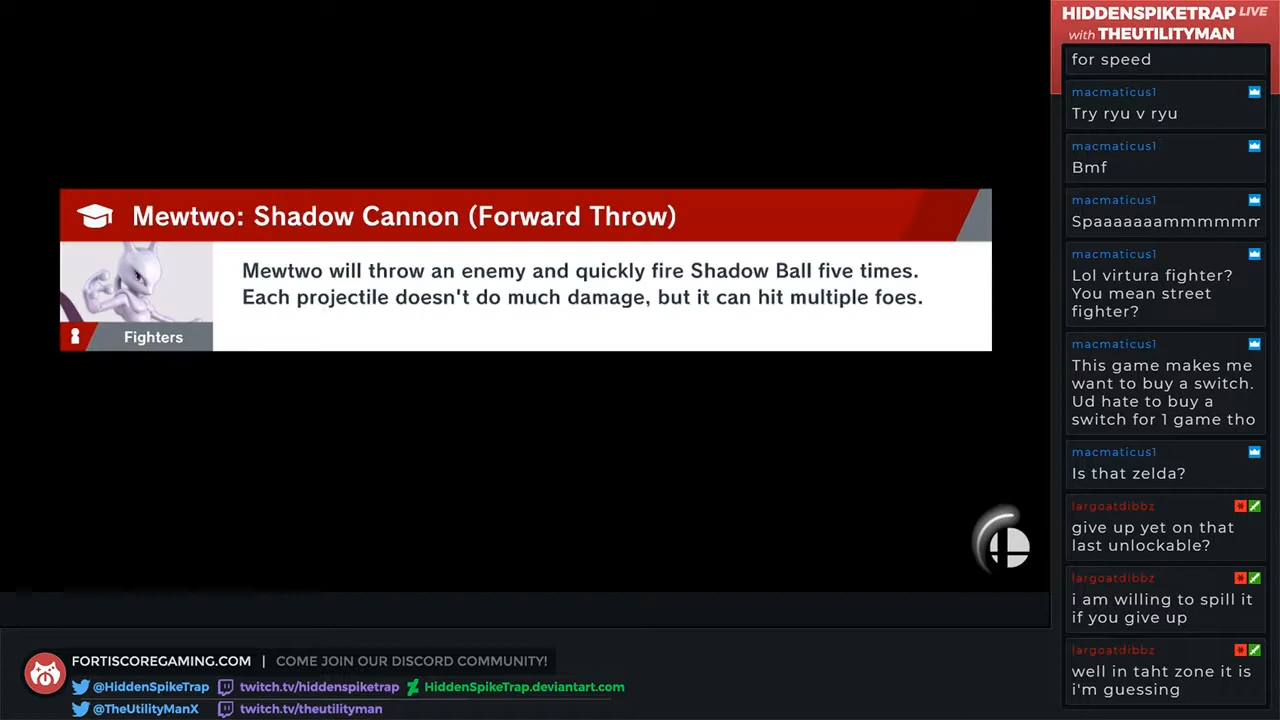 HIDDENSPIKETRAP LIVE
with THEUTILITYMAN
for speed
macmaticus1
Try ryu v ryu
macmaticus1
Bmf
macmaticus1
Spaaaaaammmmmm
macmaticus1
Lol virtura fighter?
You mean street
fighter?
macmaticus1
This game makes me
want to buy a switch.
Ud hate to buy a
switch for 1 game tho
macmaticus1
Is that zelda?
largoatdibbz
give up yet on that
last unlockable?
largoatdibbz
i am willing to spill it
if you give up
largoatdibbz
well in taht zone it is
i'm guessing
Mewtwo: Shadow Cannon (Forward Throw)
Mewtwo will throw an enemy and quickly fire Shadow Ball five times.
Each projectile doesn't do much damage, but it can hit multiple foes.
Fighters
FORTISCOREGAMING.COM | COME JOIN OUR DISCORD COMMUNITY!
@HiddenSpikeTrap twitch.tv/hiddenspiketrap HiddenSpikeTrap.deviantart.com
@TheUtilityManX twitch.tv/theutilityman